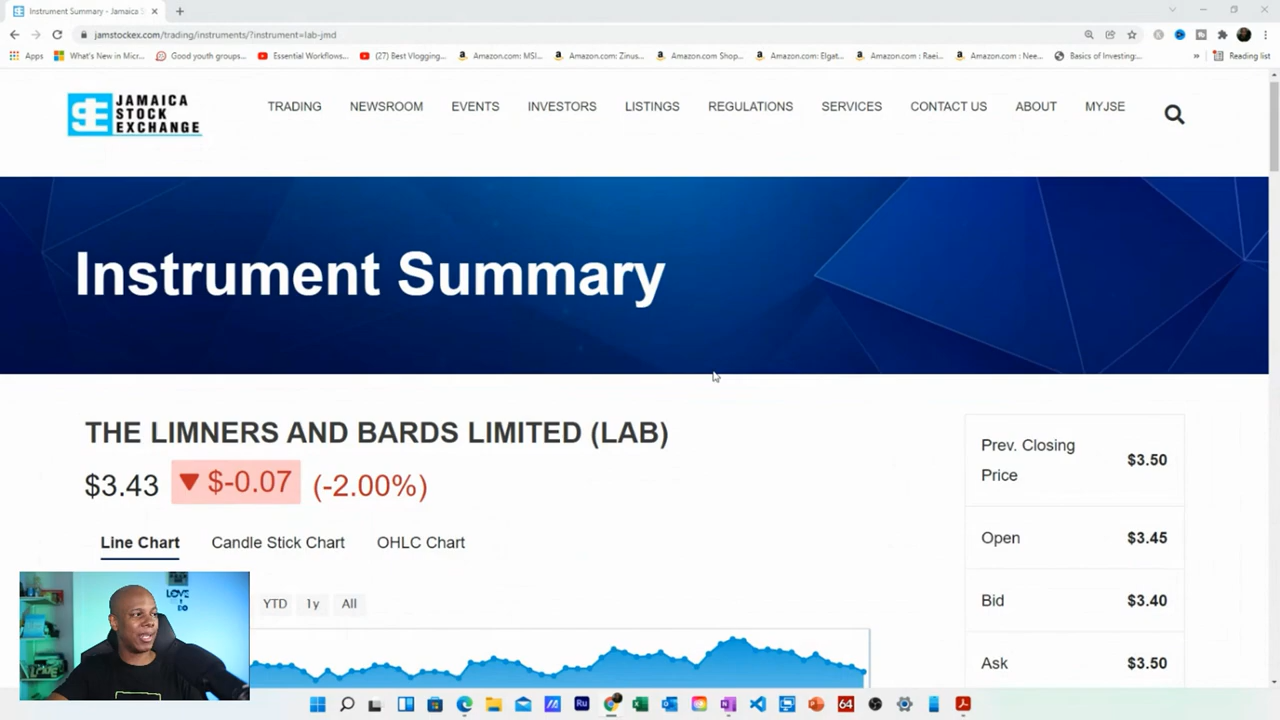 Instrument Summary - Jamaica S
jamstockex.com/trading/instruments/?instrument=lab-jmd
Apps
What's New in Micr...
Good youth groups...
Essential Workflows...
(27) Best Vlogging...
Amazon.com: MSI...
Amazon.com: Zinus...
Amazon.com Shop...
Amazon.com: Elgat...
Amazon.com : Raei...
Amazon.com : Nee...
Basics of Investing:...
»
Reading list
JAMAICA
STOCK
EXCHANGE
TRADING
NEWSROOM
EVENTS
INVESTORS
LISTINGS
REGULATIONS
SERVICES
CONTACT US
ABOUT
MYJSE
Instrument Summary
THE LIMNERS AND BARDS LIMITED (LAB)
$3.43 ▼ $-0.07 (-2.00%)
Line Chart
Candle Stick Chart
OHLC Chart
YTD
1y
All
Prev. Closing
Price
$3.50
Open $3.45
Bid $3.40
Ask $3.50
LOVE
DO
Ru
64